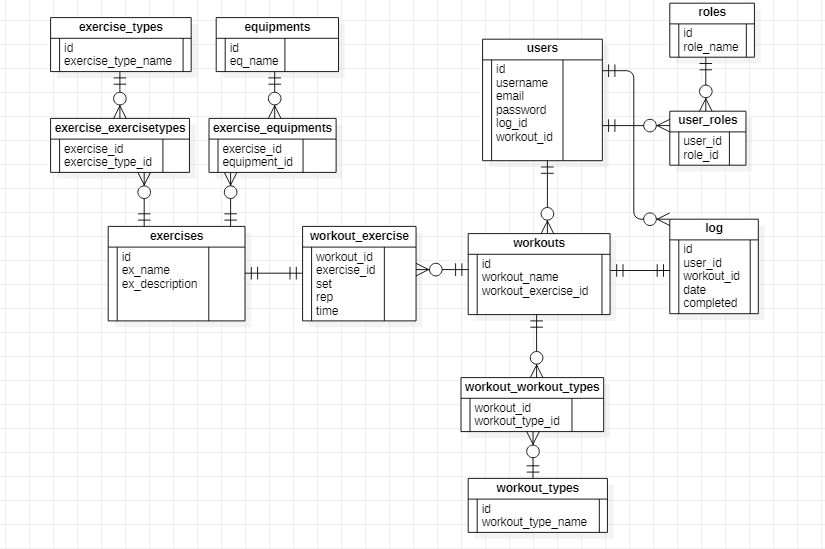 exercise_types
id
exercise_type_name
equipments
id
eq_name
users
id
username
email
password
log_id
workout_id
roles
id
role_name
exercise_exercisetypes
exercise_id
exercise_type_id
exercise_equipments
exercise_id
equipment_id
user_roles
user_id
role_id
exercises
id
ex_name
ex_description
workout_exercise
workout_id
exercise_id
set
rep
time
workouts
id
workout_name
workout_exercise_id
log
id
user_id
workout_id
date
completed
workout_workout_types
workout_id
workout_type_id
workout_types
id
workout_type_name